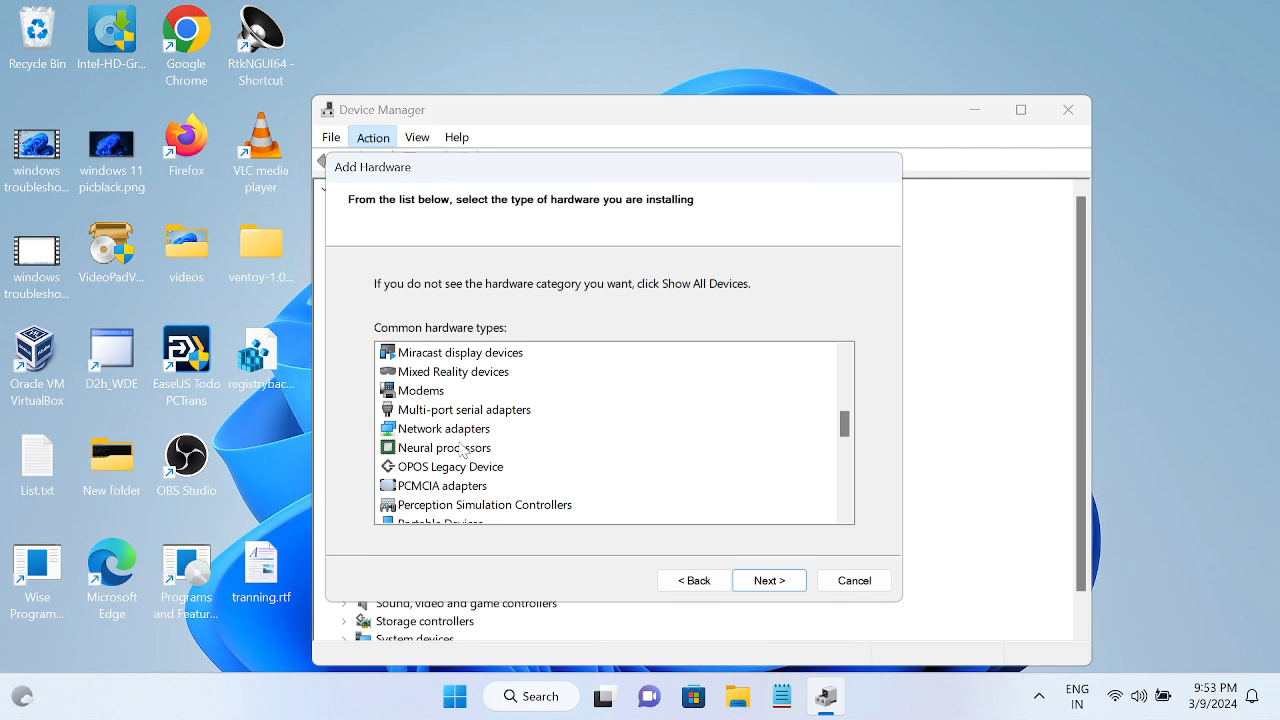 Recycle Bin
Intel-HD-Gr...
Google
Chrome
RtkNGUI64 -
Shortcut
windows
troublesho...
windows 11
picblack.png
Firefox
VLC media
player
windows
troublesho...
VideoPadV...
videos
ventoy-1.0...
Oracle VM
VirtualBox
D2h_WDE
EaseUS Todo
PCTrans
registrybac...
List.txt
New folder
OBS Studio
Wise
Program...
Microsoft
Edge
Programs
and Featur...
tranning.rtf
Device Manager
File Action View Help
Add Hardware
From the list below, select the type of hardware you are installing
If you do not see the hardware category you want, click Show All Devices.
Common hardware types:
Miracast display devices
Mixed Reality devices
Modems
Multi-port serial adapters
Network adapters
Neural processors
OPOS Legacy Device
PCMCIA adapters
Perception Simulation Controllers
Portable Devices
< Back Next > Cancel
Sound, video and game controllers
Storage controllers
System devices
Search
ENG
IN
9:53 PM
3/9/2024